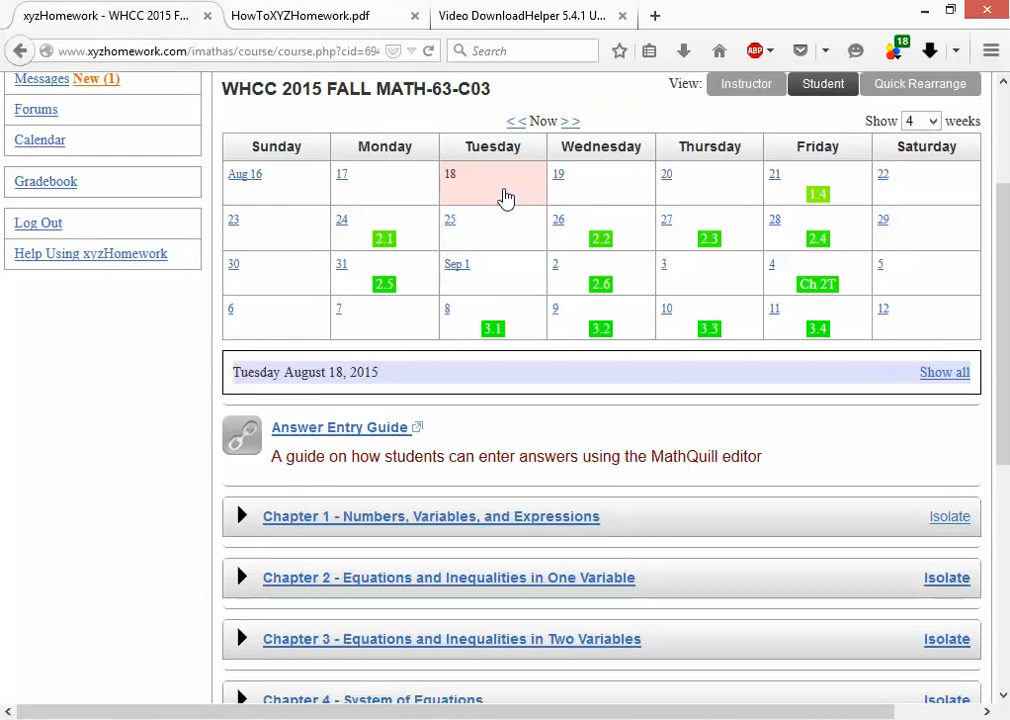 xyzHomework - WHCC 2015 F...
HowToXYZHomework.pdf
Video DownloadHelper 5.4.1 U...
www.xyzhomework.com/imathas/course/course.php?cid=69
Search
ABP
18
Messages New (1)
Forums
Calendar
Gradebook
Log Out
Help Using xyzHomework
WHCC 2015 FALL MATH-63-C03
View: Instructor Student Quick Rearrange
<< Now >>
Show 4 weeks
Sunday Monday Tuesday Wednesday Thursday Friday Saturday
Aug 16 17 18 19 20 21 22
1.4
23 24 25 26 27 28 29
2.1 2.2 2.3 2.4
30 31 Sep 1 2 3 4 5
2.5 2.6 Ch 2T
6 7 8 9 10 11 12
3.1 3.2 3.3 3.4
Tuesday August 18, 2015 Show all
Answer Entry Guide
A guide on how students can enter answers using the MathQuill editor
Chapter 1 - Numbers, Variables, and Expressions Isolate
Chapter 2 - Equations and Inequalities in One Variable Isolate
Chapter 3 - Equations and Inequalities in Two Variables Isolate
Chapter 4 - System of Equations Isolate